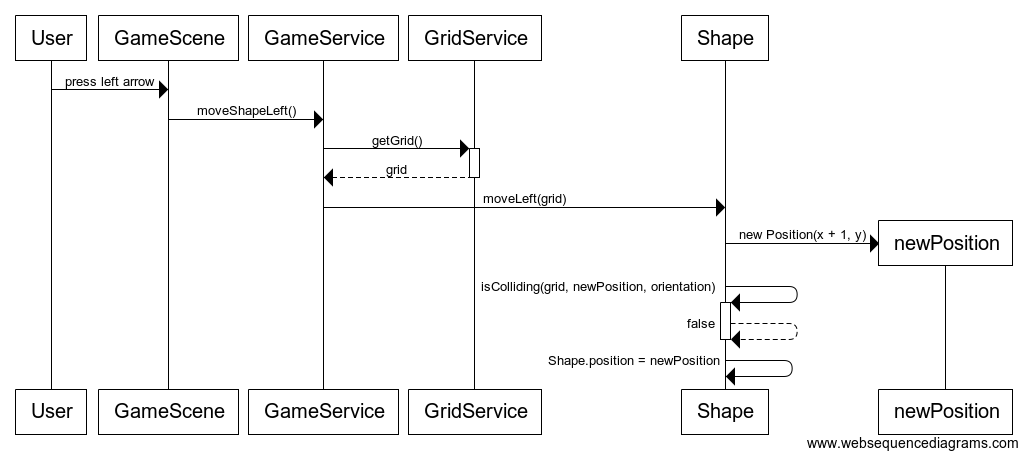 User GameScene GameService GridService Shape
press left arrow
moveShapeLeft()
getGrid()
grid
moveLeft(grid)
new Position(x + 1, y)
newPosition
isColliding(grid, newPosition, orientation)
false
Shape.position = newPosition
User GameScene GameService GridService Shape newPosition
www.websequencediagrams.com